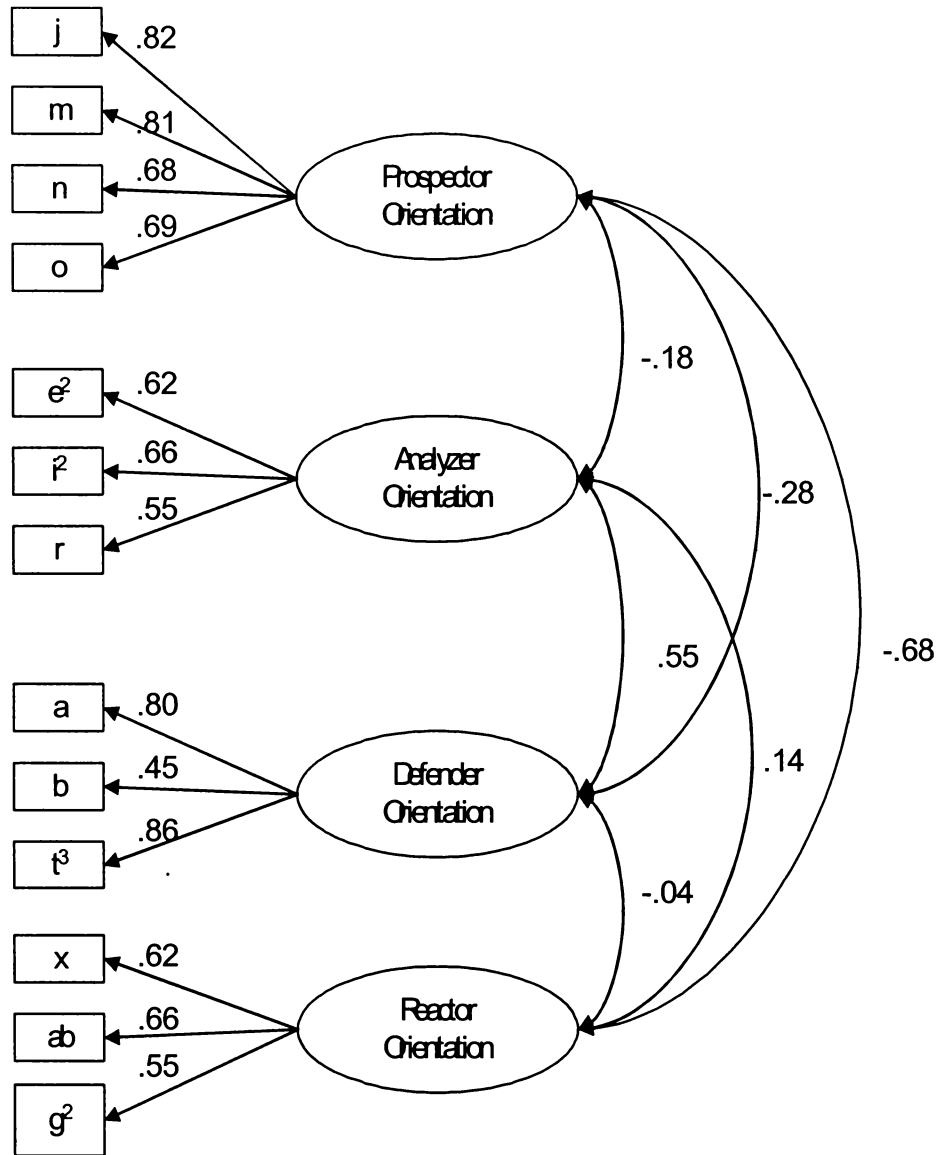 j
.82
m
.81
n
.68
o
.69
Prospector
Orientation
-.18
e²
.62
i²
.66
r
.55
Analyzer
Orientation
-.28
.55
-.68
a
.80
b
.45
t³
.86
Defender
Orientation
.14
-.04
x
.62
ab
.66
g²
.55
Reactor
Orientation